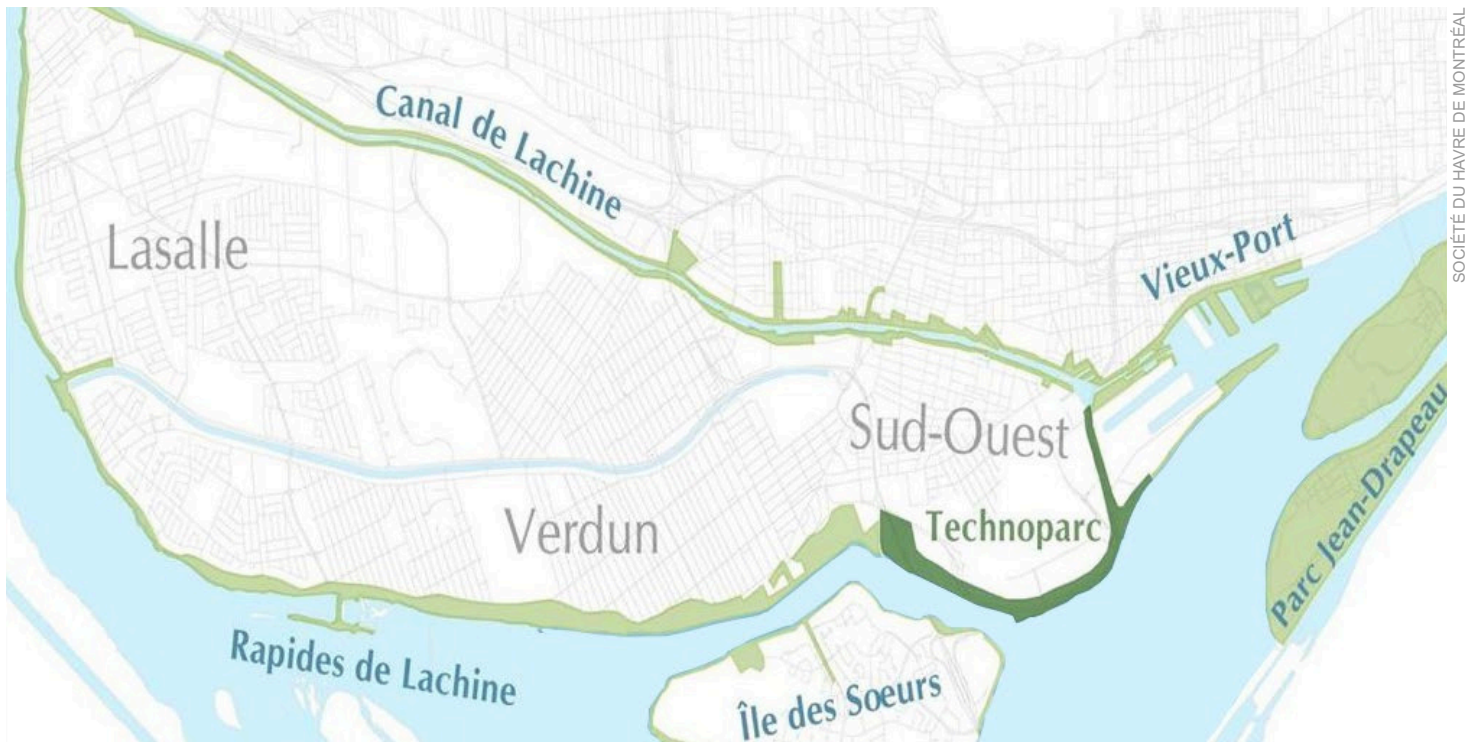 SOCIÉTÉ DU HAVRE DE MONTRÉAL
Canal de Lachine
Lasalle
Vieux-Port
Sud-Ouest
Technoparc
Verdun
Parc Jean-Drapeau
Rapides de Lachine
Île des Soeurs